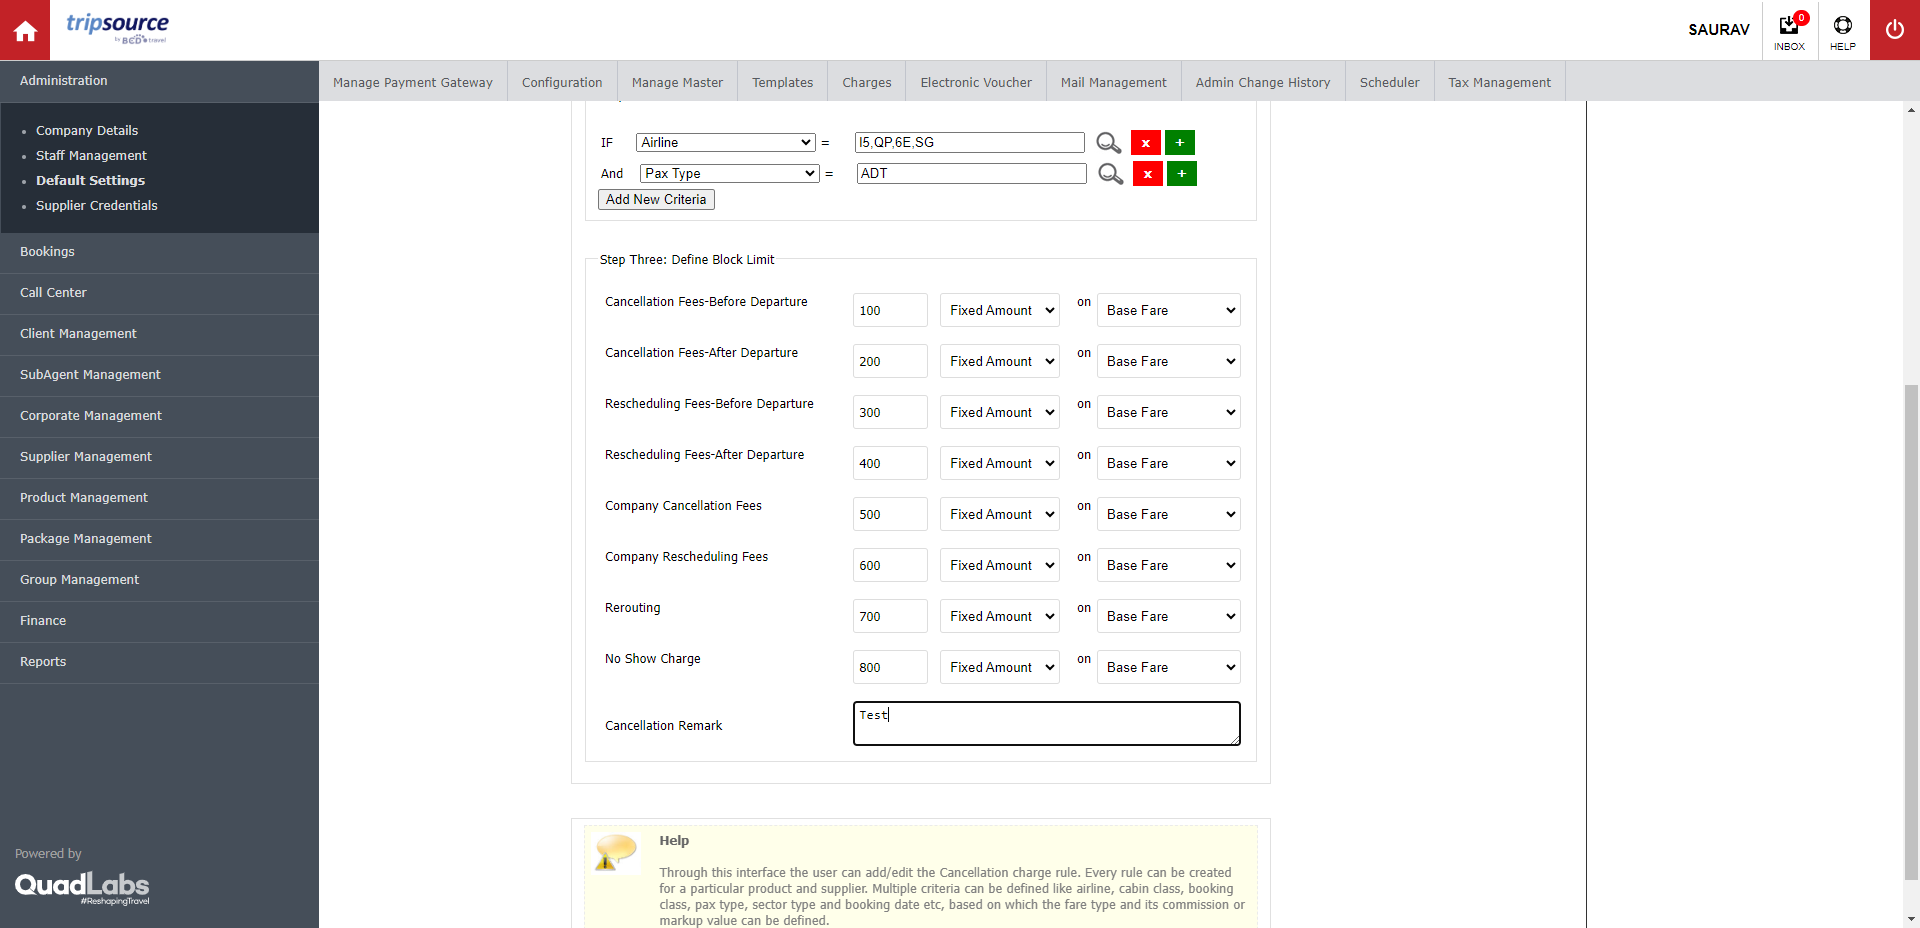 tripsource
by BCD travel
SAURAV
0
INBOX
HELP
Administration
Manage Payment Gateway
Configuration
Manage Master
Templates
Charges
Electronic Voucher
Mail Management
Admin Change History
Scheduler
Tax Management
Company Details
Staff Management
Default Settings
Supplier Credentials
Bookings
Call Center
Client Management
SubAgent Management
Corporate Management
Supplier Management
Product Management
Package Management
Group Management
Finance
Reports
Powered by
QuadLabs
#ReshapingTravel
IF Airline = I5,QP,6E,SG x +
And Pax Type = ADT x +
Add New Criteria
Step Three: Define Block Limit
Cancellation Fees-Before Departure 100 Fixed Amount on Base Fare
Cancellation Fees-After Departure 200 Fixed Amount on Base Fare
Rescheduling Fees-Before Departure 300 Fixed Amount on Base Fare
Rescheduling Fees-After Departure 400 Fixed Amount on Base Fare
Company Cancellation Fees 500 Fixed Amount on Base Fare
Company Rescheduling Fees 600 Fixed Amount on Base Fare
Rerouting 700 Fixed Amount on Base Fare
No Show Charge 800 Fixed Amount on Base Fare
Cancellation Remark Test
Help
Through this interface the user can add/edit the Cancellation charge rule. Every rule can be created
for a particular product and supplier. Multiple criteria can be defined like airline, cabin class, booking
class, pax type, sector type and booking date etc, based on which the fare type and its commission or
markup value can be defined.